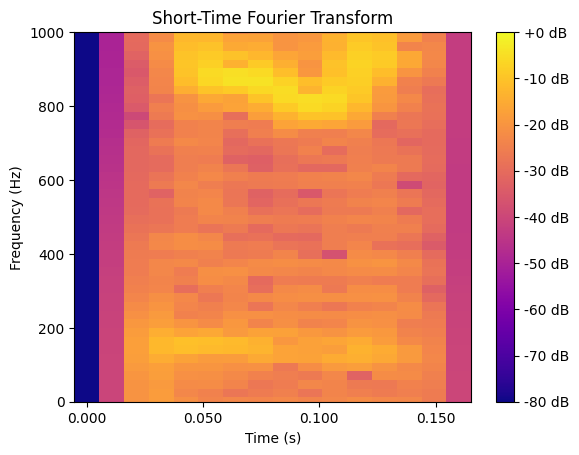 Short-Time Fourier Transform
1000
800
600
400
200
0
Frequency (Hz)
0.000
0.050
0.100
0.150
Time (s)
+0 dB
-10 dB
-20 dB
-30 dB
-40 dB
-50 dB
-60 dB
-70 dB
-80 dB